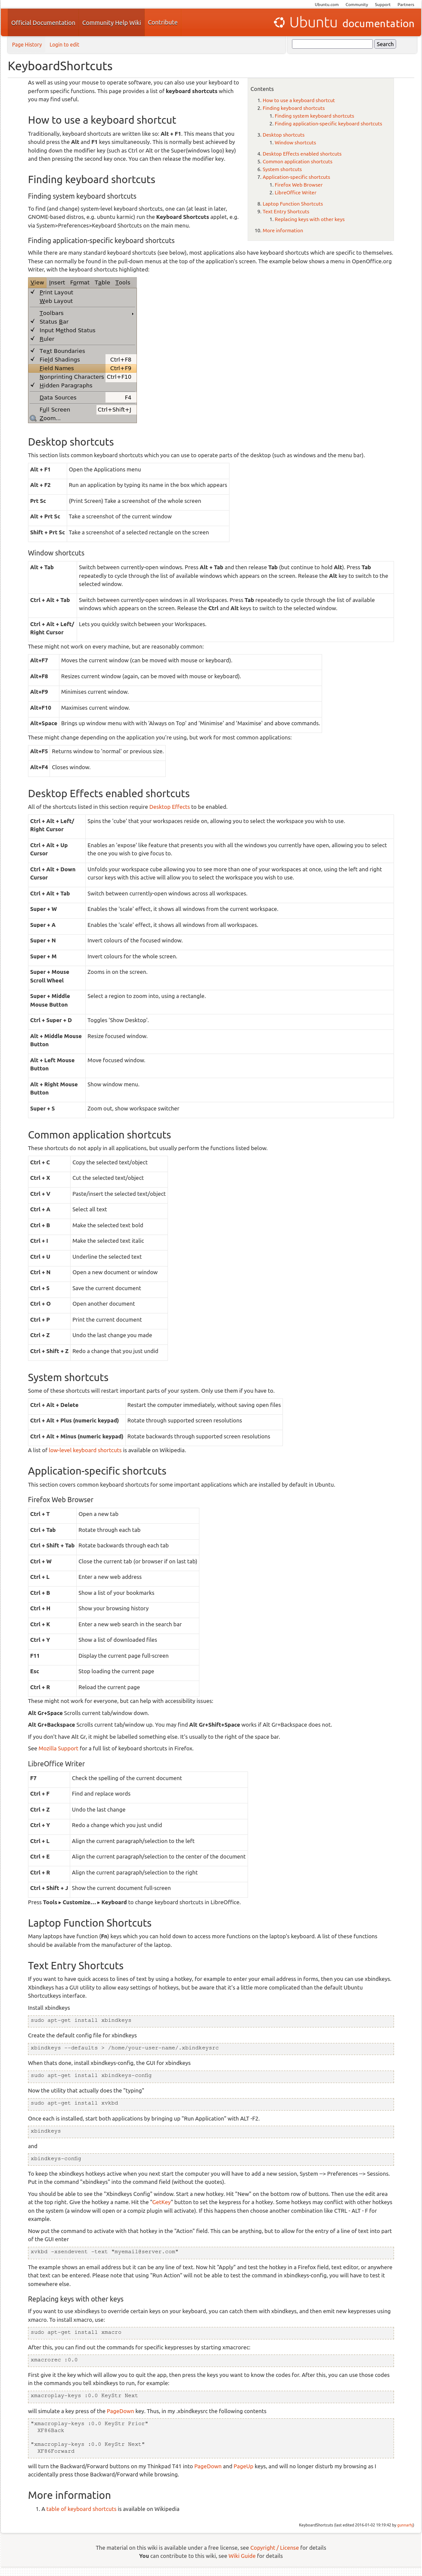 Ubuntu.com Community Support Partners
Official Documentation Community Help Wiki Contribute
Ubuntu documentation
Page History Login to edit
Search
KeyboardShortcuts
As well as using your mouse to operate software, you can also use your keyboard to
perform specific functions. This page provides a list of keyboard shortcuts which
you may find useful.
Contents
1. How to use a keyboard shortcut
2. Finding keyboard shortcuts
1. Finding system keyboard shortcuts
2. Finding application-specific keyboard shortcuts
3. Desktop shortcuts
1. Window shortcuts
4. Desktop Effects enabled shortcuts
5. Common application shortcuts
6. System shortcuts
7. Application-specific shortcuts
1. Firefox Web Browser
2. LibreOffice Writer
8. Laptop Function Shortcuts
9. Text Entry Shortcuts
1. Replacing keys with other keys
10. More information
How to use a keyboard shortcut
Traditionally, keyboard shortcuts are written like so: Alt + F1. This means that you
should press the Alt and F1 keys simultaneously. This is normally best achieved by
holding down the modifier key (such as Ctrl or Alt or the Super(windows logo) key)
and then pressing the second key. You can then release the modifier key.
Finding keyboard shortcuts
Finding system keyboard shortcuts
To find (and change) system-level keyboard shortcuts, one can (at least in later,
GNOME-based distros, e.g. ubuntu karma) run the Keyboard Shortcuts applet, e.g.
via System>Preferences>Keyboard Shortcuts on the main menu.
Finding application-specific keyboard shortcuts
While there are many standard keyboard shortcuts (see below), most applications also have keyboard shortcuts which are specific to themselves.
These can normally be found in the pull-down menus at the top of the application's screen. The example below shows a menu in OpenOffice.org
Writer, with the keyboard shortcuts highlighted:
View Insert Format Table Tools
Print Layout
Web Layout
Toolbars
Status Bar
Input Method Status
Ruler
Text Boundaries
Field Shadings Ctrl+F8
Field Names Ctrl+F9
Nonprinting Characters Ctrl+F10
Hidden Paragraphs
Data Sources F4
Full Screen Ctrl+Shift+J
Zoom...
Desktop shortcuts
This section lists common keyboard shortcuts which you can use to operate parts of the desktop (such as windows and the menu bar).
Alt + F1 Open the Applications menu
Alt + F2 Run an application by typing its name in the box which appears
Prt Sc (Print Screen) Take a screenshot of the whole screen
Alt + Prt Sc Take a screenshot of the current window
Shift + Prt Sc Take a screenshot of a selected rectangle on the screen
Window shortcuts
Alt + Tab Switch between currently-open windows. Press Alt + Tab and then release Tab (but continue to hold Alt). Press Tab
repeatedly to cycle through the list of available windows which appears on the screen. Release the Alt key to switch to the
selected window.
Ctrl + Alt + Tab Switch between currently-open windows in all Workspaces. Press Tab repeatedly to cycle through the list of available
windows which appears on the screen. Release the Ctrl and Alt keys to switch to the selected window.
Ctrl + Alt + Left/ Lets you quickly switch between your Workspaces.
Right Cursor
These might not work on every machine, but are reasonably common:
Alt+F7 Moves the current window (can be moved with mouse or keyboard).
Alt+F8 Resizes current window (again, can be moved with mouse or keyboard).
Alt+F9 Minimises current window.
Alt+F10 Maximises current window.
Alt+Space Brings up window menu with with 'Always on Top' and 'Minimise' and 'Maximise' and above commands.
These might change depending on the application you're using, but work for most common applications:
Alt+F5 Returns window to 'normal' or previous size.
Alt+F4 Closes window.
Desktop Effects enabled shortcuts
All of the shortcuts listed in this section require Desktop Effects to be enabled.
Ctrl + Alt + Left/ Spins the 'cube' that your workspaces reside on, allowing you to select the workspace you wish to use.
Right Cursor
Ctrl + Alt + Up Enables an 'expose' like feature that presents you with all the windows you currently have open, allowing you to select
Cursor the one you wish to give focus to.
Ctrl + Alt + Down Unfolds your workspace cube allowing you to see more than one of your workspaces at once, using the left and right
Cursor cursor keys with this active will allow you to select the workspace you wish to use.
Ctrl + Alt + Tab Switch between currently-open windows across all workspaces.
Super + W Enables the 'scale' effect, it shows all windows from the current workspace.
Super + A Enables the 'scale' effect, it shows all windows from all workspaces.
Super + N Invert colours of the focused window.
Super + M Invert colours for the whole screen.
Super + Mouse Zooms in on the screen.
Scroll Wheel
Super + Middle Select a region to zoom into, using a rectangle.
Mouse Button
Ctrl + Super + D Toggles 'Show Desktop'.
Alt + Middle Mouse Resize focused window.
Button
Alt + Left Mouse Move focused window.
Button
Alt + Right Mouse Show window menu.
Button
Super + S Zoom out, show workspace switcher
Common application shortcuts
These shortcuts do not apply in all applications, but usually perform the functions listed below.
Ctrl + C Copy the selected text/object
Ctrl + X Cut the selected text/object
Ctrl + V Paste/insert the selected text/object
Ctrl + A Select all text
Ctrl + B Make the selected text bold
Ctrl + I Make the selected text italic
Ctrl + U Underline the selected text
Ctrl + N Open a new document or window
Ctrl + S Save the current document
Ctrl + O Open another document
Ctrl + P Print the current document
Ctrl + Z Undo the last change you made
Ctrl + Shift + Z Redo a change that you just undid
System shortcuts
Some of these shortcuts will restart important parts of your system. Only use them if you have to.
Ctrl + Alt + Delete Restart the computer immediately, without saving open files
Ctrl + Alt + Plus (numeric keypad) Rotate through supported screen resolutions
Ctrl + Alt + Minus (numeric keypad) Rotate backwards through supported screen resolutions
A list of low-level keyboard shortcuts is available on Wikipedia.
Application-specific shortcuts
This section covers common keyboard shortcuts for some important applications which are installed by default in Ubuntu.
Firefox Web Browser
Ctrl + T Open a new tab
Ctrl + Tab Rotate through each tab
Ctrl + Shift + Tab Rotate backwards through each tab
Ctrl + W Close the current tab (or browser if on last tab)
Ctrl + L Enter a new web address
Ctrl + B Show a list of your bookmarks
Ctrl + H Show your browsing history
Ctrl + K Enter a new web search in the search bar
Ctrl + Y Show a list of downloaded files
F11 Display the current page full-screen
Esc Stop loading the current page
Ctrl + R Reload the current page
These might not work for everyone, but can help with accessibility issues:
Alt Gr+Space Scrolls current tab/window down.
Alt Gr+Backspace Scrolls current tab/window up. You may find Alt Gr+Shift+Space works if Alt Gr+Backspace does not.
If you don't have Alt Gr, it might be labelled something else. It's usually to the right of the space bar.
See Mozilla Support for a full list of keyboard shortcuts in Firefox.
LibreOffice Writer
F7 Check the spelling of the current document
Ctrl + F Find and replace words
Ctrl + Z Undo the last change
Ctrl + Y Redo a change which you just undid
Ctrl + L Align the current paragraph/selection to the left
Ctrl + E Align the current paragraph/selection to the center of the document
Ctrl + R Align the current paragraph/selection to the right
Ctrl + Shift + J Show the current document full-screen
Press Tools ▸ Customize... ▸ Keyboard to change keyboard shortcuts in LibreOffice.
Laptop Function Shortcuts
Many laptops have function (Fn) keys which you can hold down to access more functions on the laptop's keyboard. A list of these functions
should be available from the manufacturer of the laptop.
Text Entry Shortcuts
If you want to have quick access to lines of text by using a hotkey, for example to enter your email address in forms, then you can use xbindkeys.
Xbindkeys has a GUI utility to allow easy settings of hotkeys, but be aware that it's a little more complicated than the default Ubuntu
Shortcutkeys interface.
Install xbindkeys
sudo apt-get install xbindkeys
Create the default config file for xbindkeys
xbindkeys --defaults > /home/your-user-name/.xbindkeysrc
When thats done, install xbindkeys-config, the GUI for xbindkeys
sudo apt-get install xbindkeys-config
Now the utility that actually does the "typing"
sudo apt-get install xvkbd
Once each is installed, start both applications by bringing up "Run Application" with ALT -F2.
xbindkeys
and
xbindkeys-config
To keep the xbindkeys hotkeys active when you next start the computer you will have to add a new session, System --> Preferences --> Sessions.
Put in the command "xbindkeys" into the command field (without the quotes).
You should be able to see the "Xbindkeys Config" window. Start a new hotkey. Hit "New" on the bottom row of buttons. Then use the edit area
at the top right. Give the hotkey a name. Hit the "GetKey" button to set the keypress for a hotkey. Some hotkeys may conflict with other hotkeys
on the system (a window will open or a compiz plugin will activate). If this happens then choose another combination like CTRL - ALT - F for
example.
Now put the command to activate with that hotkey in the "Action" field. This can be anything, but to allow for the entry of a line of text into part
of the GUI enter
xvkbd -xsendevent -text "myemail@server.com"
The example shows an email address but it can be any line of text. Now hit "Apply" and test the hotkey in a Firefox field, text editor, or anywhere
that text can be entered. Please note that using "Run Action" will not be able to test the command in xbindkeys-config, you will have to test it
somewhere else.
Replacing keys with other keys
If you want to use xbindkeys to override certain keys on your keyboard, you can catch them with xbindkeys, and then emit new keypresses using
xmacro. To install xmacro, use:
sudo apt-get install xmacro
After this, you can find out the commands for specific keypresses by starting xmacrorec:
xmacrorec :0.0
First give it the key which will allow you to quit the app, then press the keys you want to know the codes for. After this, you can use those codes
in the commands you tell xbindkeys to run, for example:
xmacroplay-keys :0.0 KeyStr Next
will simulate a key press of the PageDown key. Thus, in my .xbindkeysrc the following contents
"xmacroplay-keys :0.0 KeyStr Prior"
XF86Back
"xmacroplay-keys :0.0 KeyStr Next"
XF86Forward
will turn the Backward/Forward buttons on my Thinkpad T41 into PageDown and PageUp keys, and will no longer disturb my browsing as I
accidentally press those Backward/Forward while browsing.
More information
1. A table of keyboard shortcuts is available on Wikipedia
The material on this wiki is available under a free license, see Copyright / License for details
You can contribute to this wiki, see Wiki Guide for details